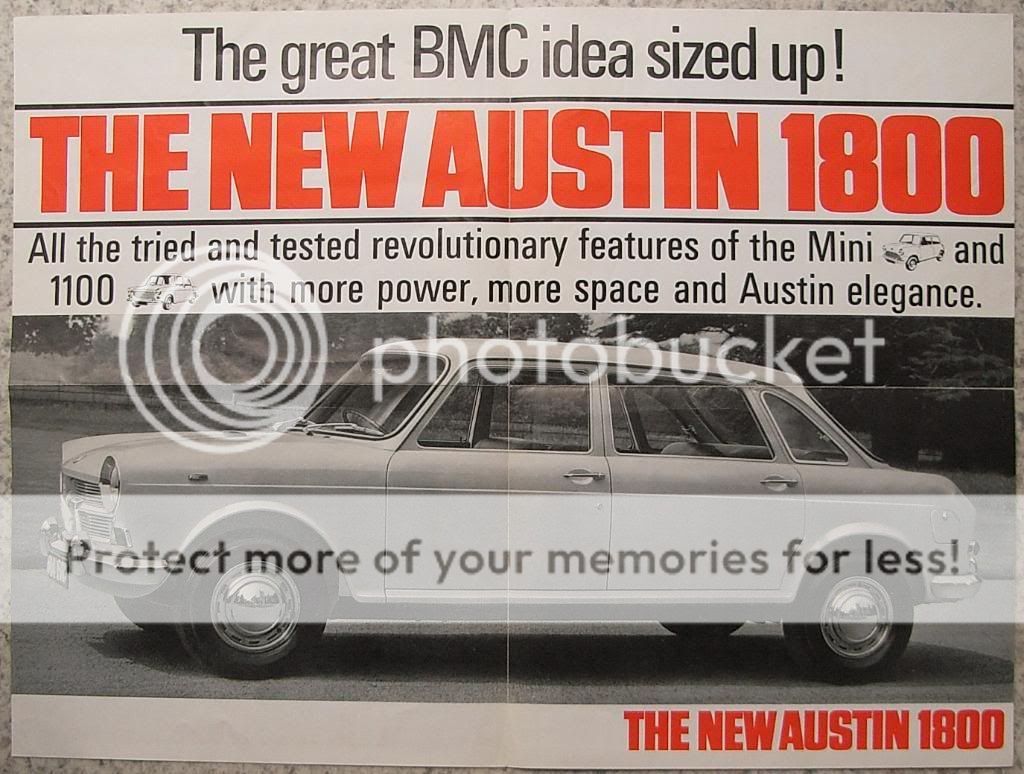 The great BMC idea sized up!
THE NEW AUSTIN 1800
All the tried and tested revolutionary features of the Mini and
1100 with more power, more space and Austin elegance.
photobucket
Protect more of your memories for less!
THE NEW AUSTIN 1800